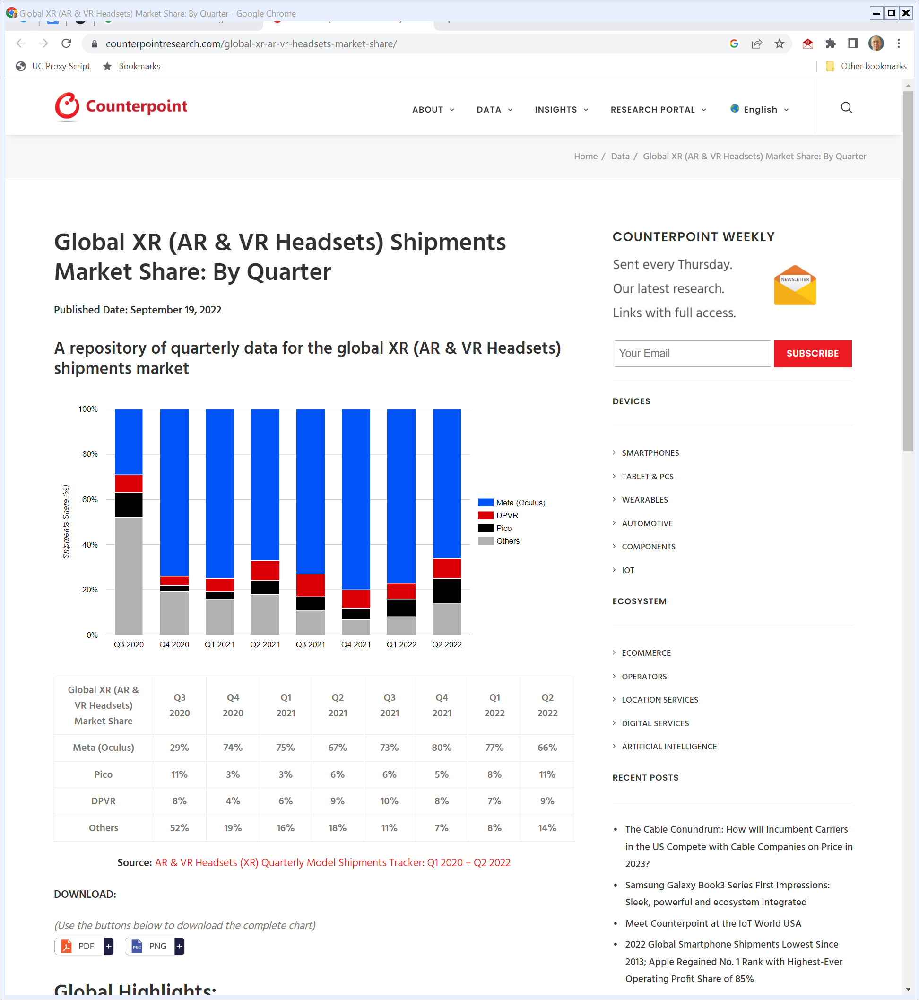 Global XR (AR & VR Headsets) Market Share: By Quarter - Google Chrome
counterpointresearch.com/global-xr-ar-vr-headsets-market-share/
UC Proxy Script
Bookmarks
Other bookmarks
Counterpoint
ABOUT
DATA
INSIGHTS
RESEARCH PORTAL
English
Home / Data / Global XR (AR & VR Headsets) Market Share: By Quarter
Global XR (AR & VR Headsets) Shipments
Market Share: By Quarter
Published Date: September 19, 2022
A repository of quarterly data for the global XR (AR & VR Headsets)
shipments market
100%
80%
60%
40%
20%
0%
Shipments Share (%)
Q3 2020
Q4 2020
Q1 2021
Q2 2021
Q3 2021
Q4 2021
Q1 2022
Q2 2022
Meta (Oculus)
DPVR
Pico
Others
Global XR (AR &
VR Headsets)
Market Share
Q3
2020
Q4
2020
Q1
2021
Q2
2021
Q3
2021
Q4
2021
Q1
2022
Q2
2022
Meta (Oculus) 29% 74% 75% 67% 73% 80% 77% 66%
Pico 11% 3% 3% 6% 6% 5% 8% 11%
DPVR 8% 4% 6% 9% 10% 8% 7% 9%
Others 52% 19% 16% 18% 11% 7% 8% 14%
Source: AR & VR Headsets (XR) Quarterly Model Shipments Tracker: Q1 2020 – Q2 2022
DOWNLOAD:
(Use the buttons below to download the complete chart)
PDF +
PNG PNG +
Global Highlights:
COUNTERPOINT WEEKLY
Sent every Thursday.
Our latest research.
Links with full access.
NEWSLETTER
Your Email
SUBSCRIBE
DEVICES
SMARTPHONES
TABLET & PCS
WEARABLES
AUTOMOTIVE
COMPONENTS
IOT
ECOSYSTEM
ECOMMERCE
OPERATORS
LOCATION SERVICES
DIGITAL SERVICES
ARTIFICIAL INTELLIGENCE
RECENT POSTS
• The Cable Conundrum: How will Incumbent Carriers
in the US Compete with Cable Companies on Price in
2023?
• Samsung Galaxy Book3 Series First Impressions:
Sleek, powerful and ecosystem integrated
• Meet Counterpoint at the IoT World USA
• 2022 Global Smartphone Shipments Lowest Since
2013; Apple Regained No. 1 Rank with Highest-Ever
Operating Profit Share of 85%